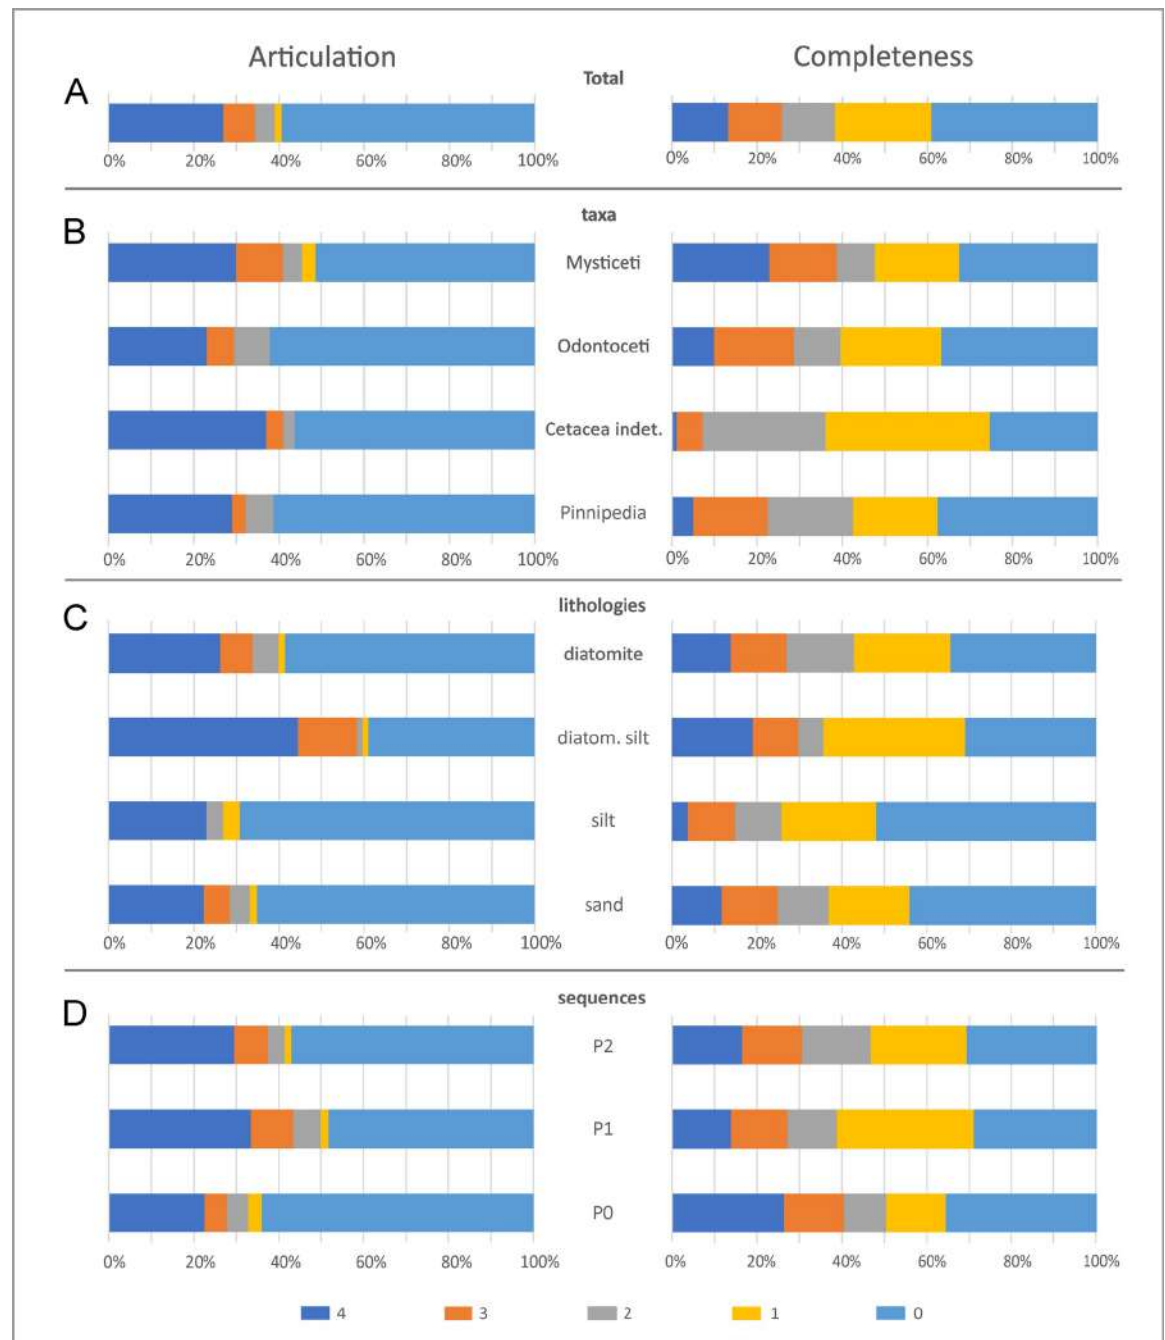 Articulation Completeness
Total
A
0% 20% 40% 60% 80% 100% 0% 20% 40% 60% 80% 100%
taxa
B
Mysticeti
Odontoceti
Cetacea indet.
Pinnipedia
0% 20% 40% 60% 80% 100% 0% 20% 40% 60% 80% 100%
lithologies
C
diatomite
diatom. silt
silt
sand
0% 20% 40% 60% 80% 100% 0% 20% 40% 60% 80% 100%
sequences
D
P2
P1
P0
0% 20% 40% 60% 80% 100% 0% 20% 40% 60% 80% 100%
4 3 2 1 0